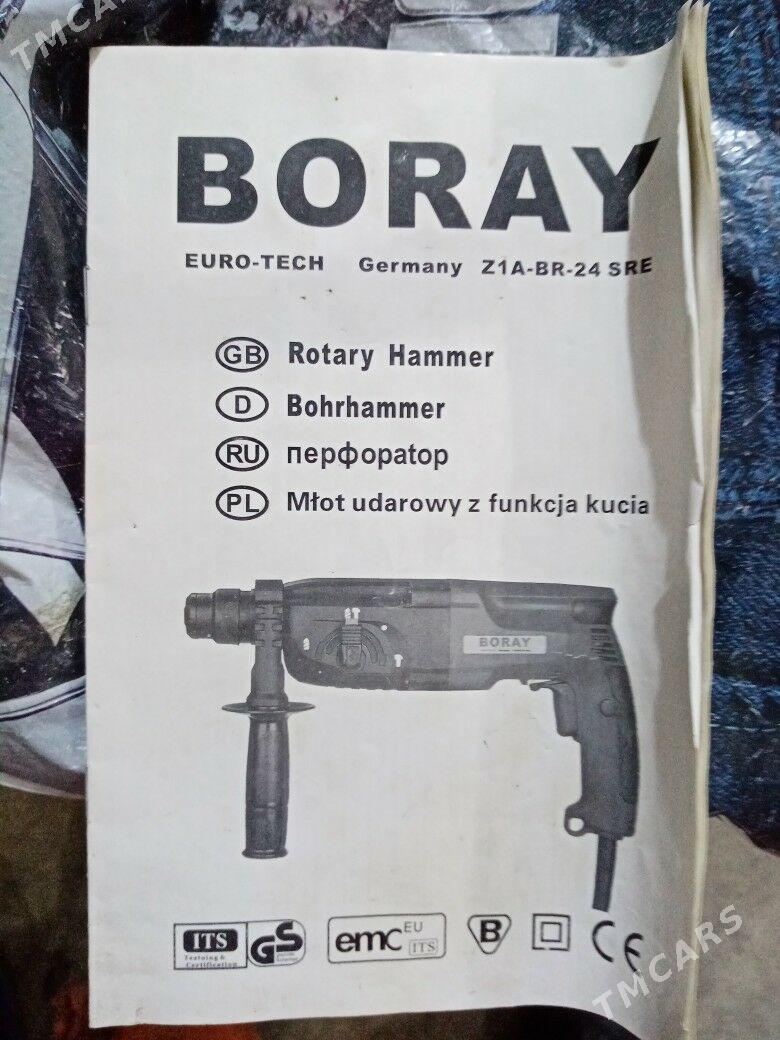 TMCARS
BORAY
EURO-TECH Germany Z1A-BR-24 SRE
GB Rotary Hammer
D Bohrhammer
RU перфоратор
PL Młot udarowy z funkcja kucia
BORAY
ITS
GS
emc EU
ITS
B
CE
TMCARS